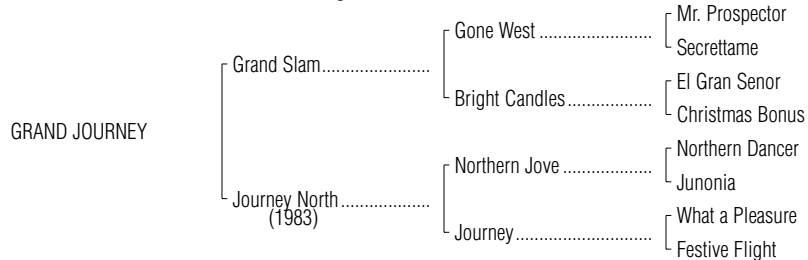 Mr. Prospector
Gone West ..........................
Secrettame
Grand Slam.........................
El Gran Senor
Bright Candles...................
Christmas Bonus
GRAND JOURNEY
Northern Dancer
Northern Jove ....................
Junonia
Journey North ....................
(1983)
What a Pleasure
Journey.........................
Festive Flight